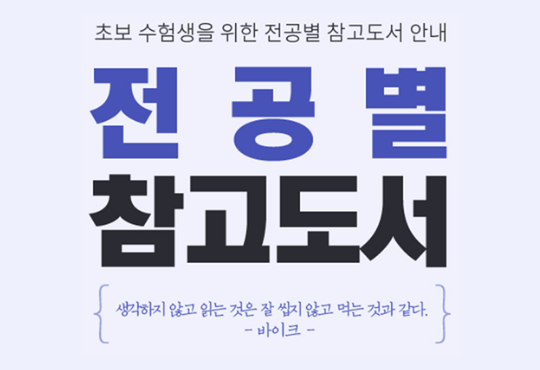 초보 수험생을 위한 전공별 참고도서 안내
전공별
참고도서
생각하지 않고 읽는 것은 잘 씹지 않고 먹는 것과 같다.
- 바이크 -